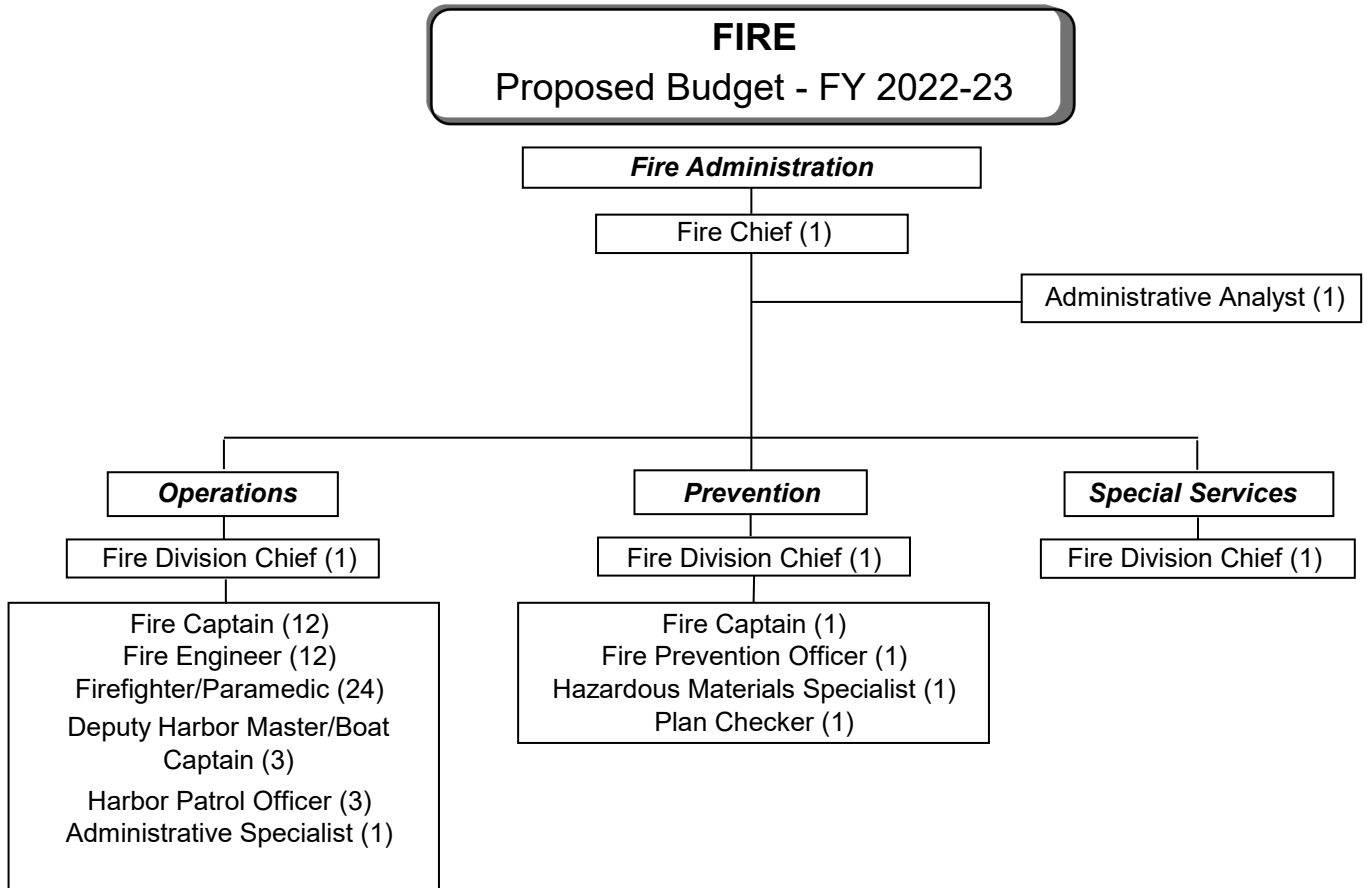 FIRE
Proposed Budget - FY 2022-23
Fire Administration
Fire Chief (1)
Administrative Analyst (1)
Operations
Fire Division Chief (1)
Fire Captain (12)
Fire Engineer (12)
Firefighter/Paramedic (24)
Deputy Harbor Master/Boat
Captain (3)
Harbor Patrol Officer (3)
Administrative Specialist (1)
Prevention
Fire Division Chief (1)
Fire Captain (1)
Fire Prevention Officer (1)
Hazardous Materials Specialist (1)
Plan Checker (1)
Special Services
Fire Division Chief (1)